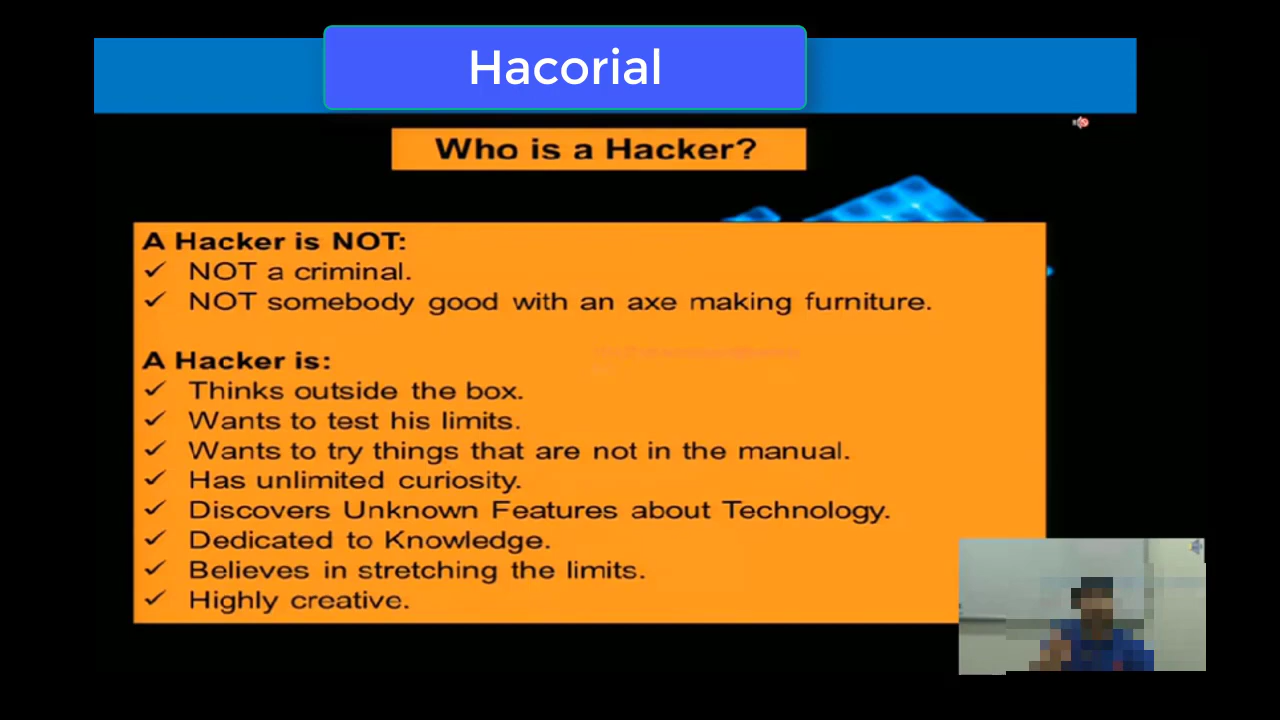 Hacorial
Who is a Hacker?
A Hacker is NOT:
✓ NOT a criminal.
✓ NOT somebody good with an axe making furniture.
A Hacker is:
✓ Thinks outside the box.
✓ Wants to test his limits.
✓ Wants to try things that are not in the manual.
✓ Has unlimited curiosity.
✓ Discovers Unknown Features about Technology.
✓ Dedicated to Knowledge.
✓ Believes in stretching the limits.
✓ Highly creative.